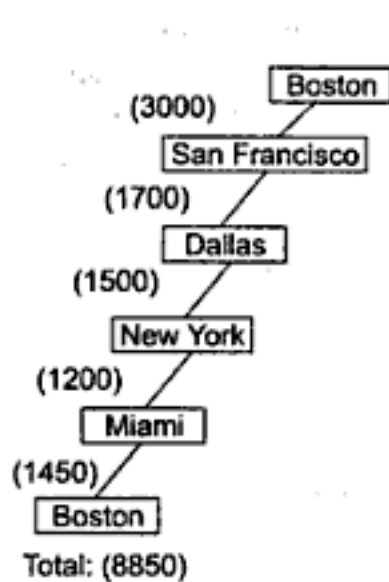 Boston
(3000)
San Francisco
(1700)
Dallas
(1500)
New York
(1200)
Miami
(1450)
Boston
Total: (8850)